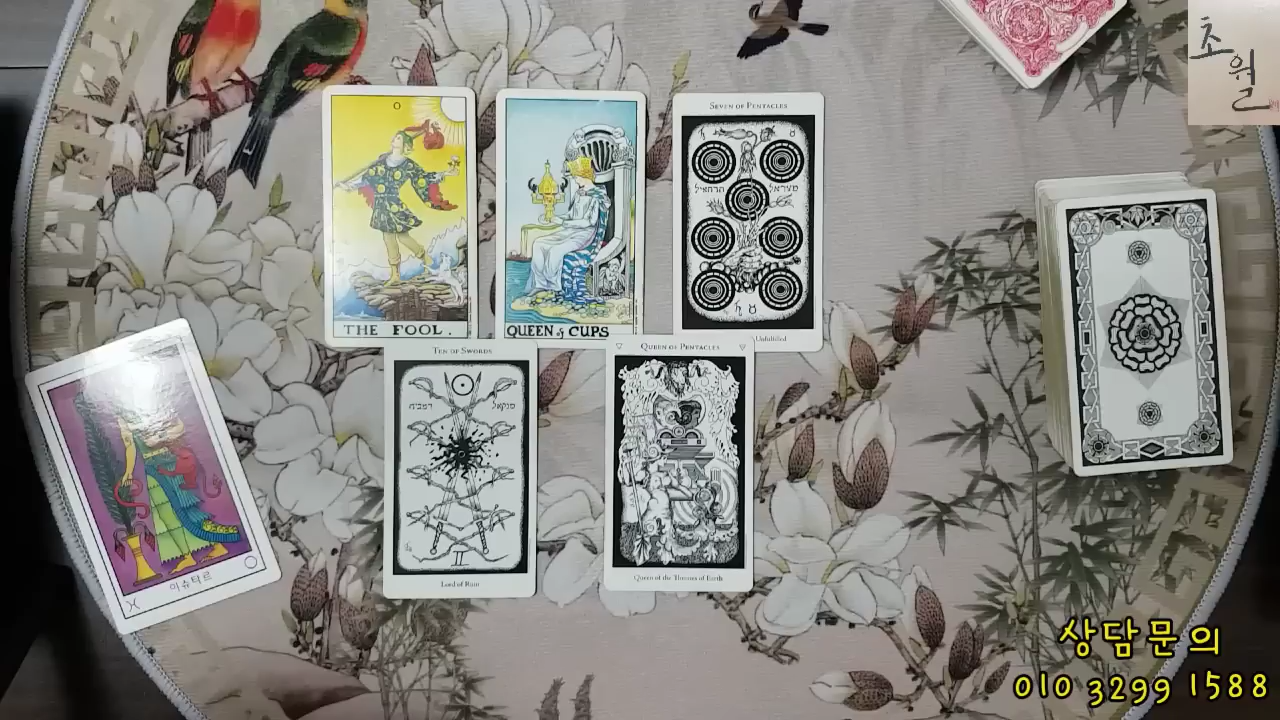 초월
0
THE FOOL.
QUEEN of CUPS
SEVEN OF PENTACLES
Unfulfilled
TEN OF SWORDS
Lord of Ruin
QUEEN OF PENTACLES
Queen of the Thrones of Earth
이슈타르
상담문의
010 3299 1588